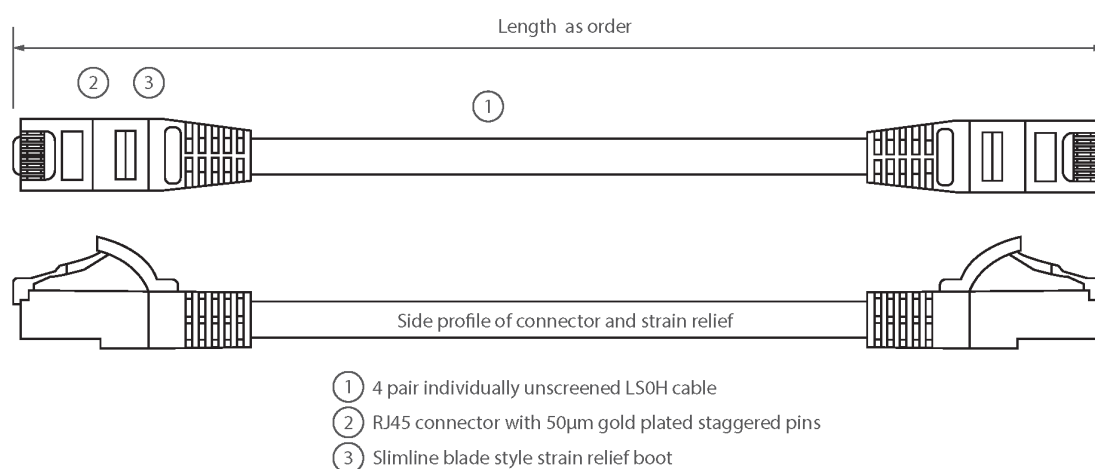 Length as order
2
3
1
Side profile of connector and strain relief
1 4 pair individually unscreened LS0H cable
2 RJ45 connector with 50μm gold plated staggered pins
3 Slimline blade style strain relief boot